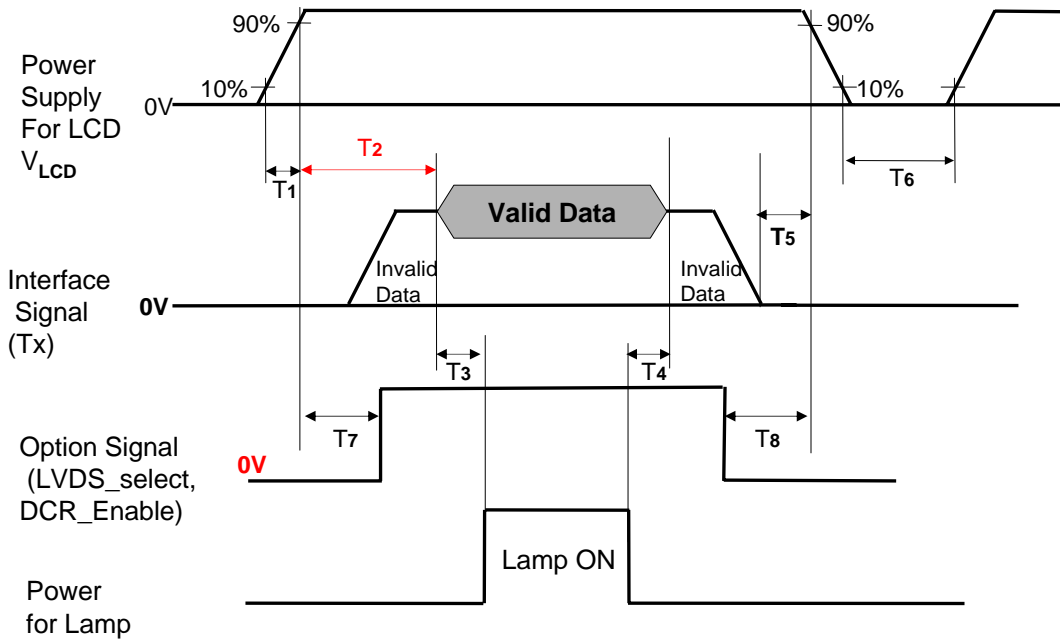 90%
90%
Power
Supply
For LCD
VLCD
10%
10%
0V
T1
T2
T6
Valid Data
T5
Interface
Signal
(Tx)
0V
Invalid
Data
Invalid
Data
T3
T4
T7
T8
Option Signal
(LVDS_select,
DCR_Enable)
0V
Lamp ON
Power
for Lamp